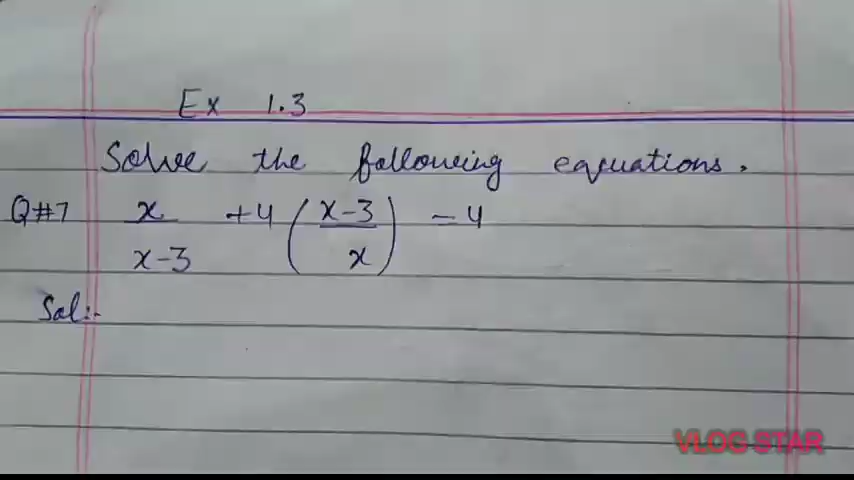 Ex 1.3
Solve the following equations.
Q#7 x/x-3 +4(x-3/x) - 4
Sol:-
VLOG STAR